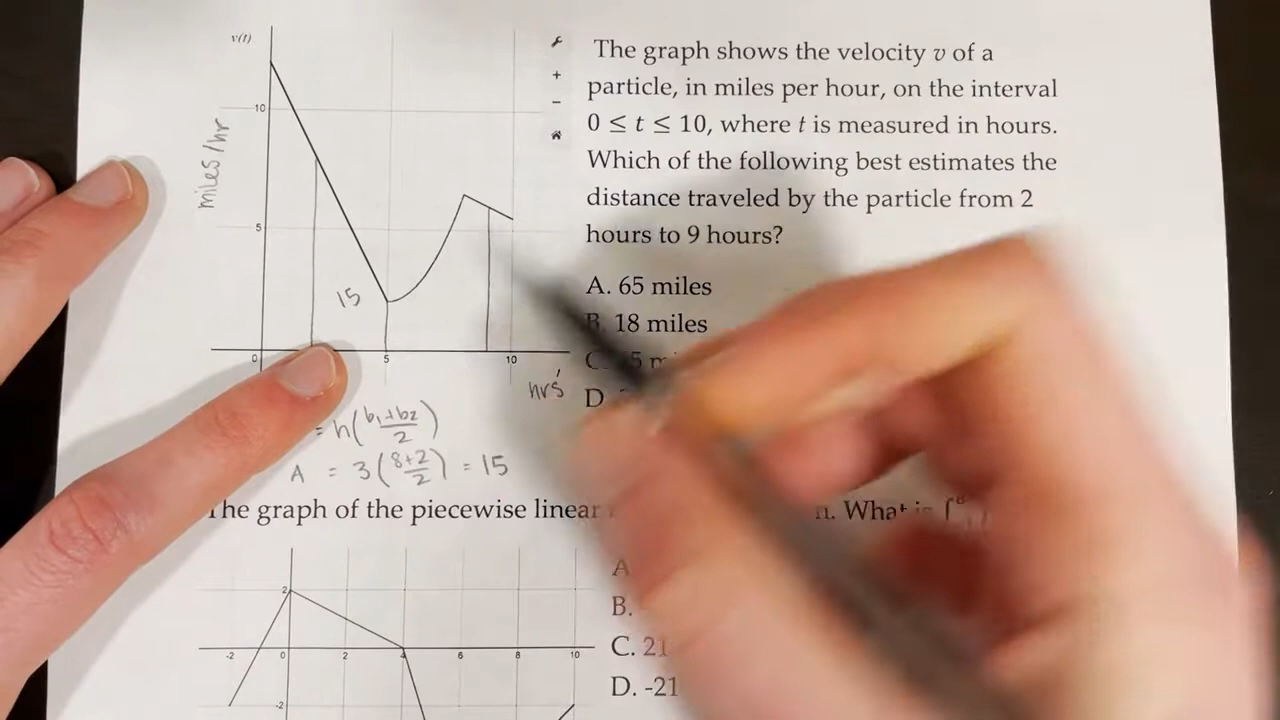 v(t)
The graph shows the velocity v of a
particle, in miles per hour, on the interval
0 ≤ t ≤ 10, where t is measured in hours.
Which of the following best estimates the
distance traveled by the particle from 2
hours to 9 hours?
A. 65 miles
B. 18 miles
C.
D
10
5
0
5
10
miles/hr
hrs
15
= h(b1+b2/2)
A = 3(8+2/2) = 15
The graph of the piecewise linear
n. What is ∫
2
-2
0
2
4
6
8
10
-2
A
B.
C. 21
D. -21